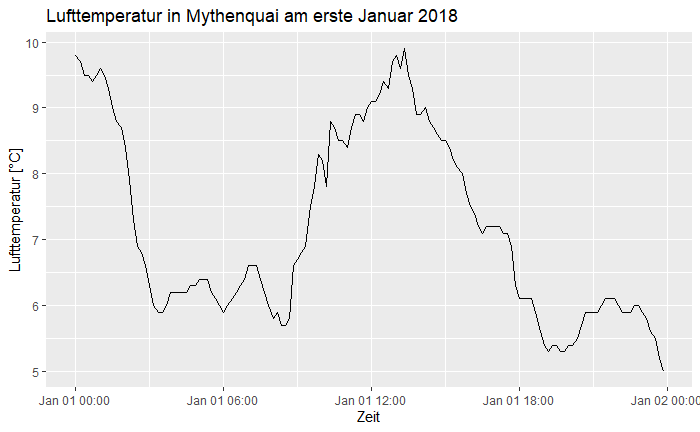 Lufttemperatur in Mythenquai am erste Januar 2018
Lufttemperatur [°C]
10
9
8
7
6
5
Jan 01 00:00
Jan 01 06:00
Jan 01 12:00
Jan 01 18:00
Jan 02 00:00
Zeit